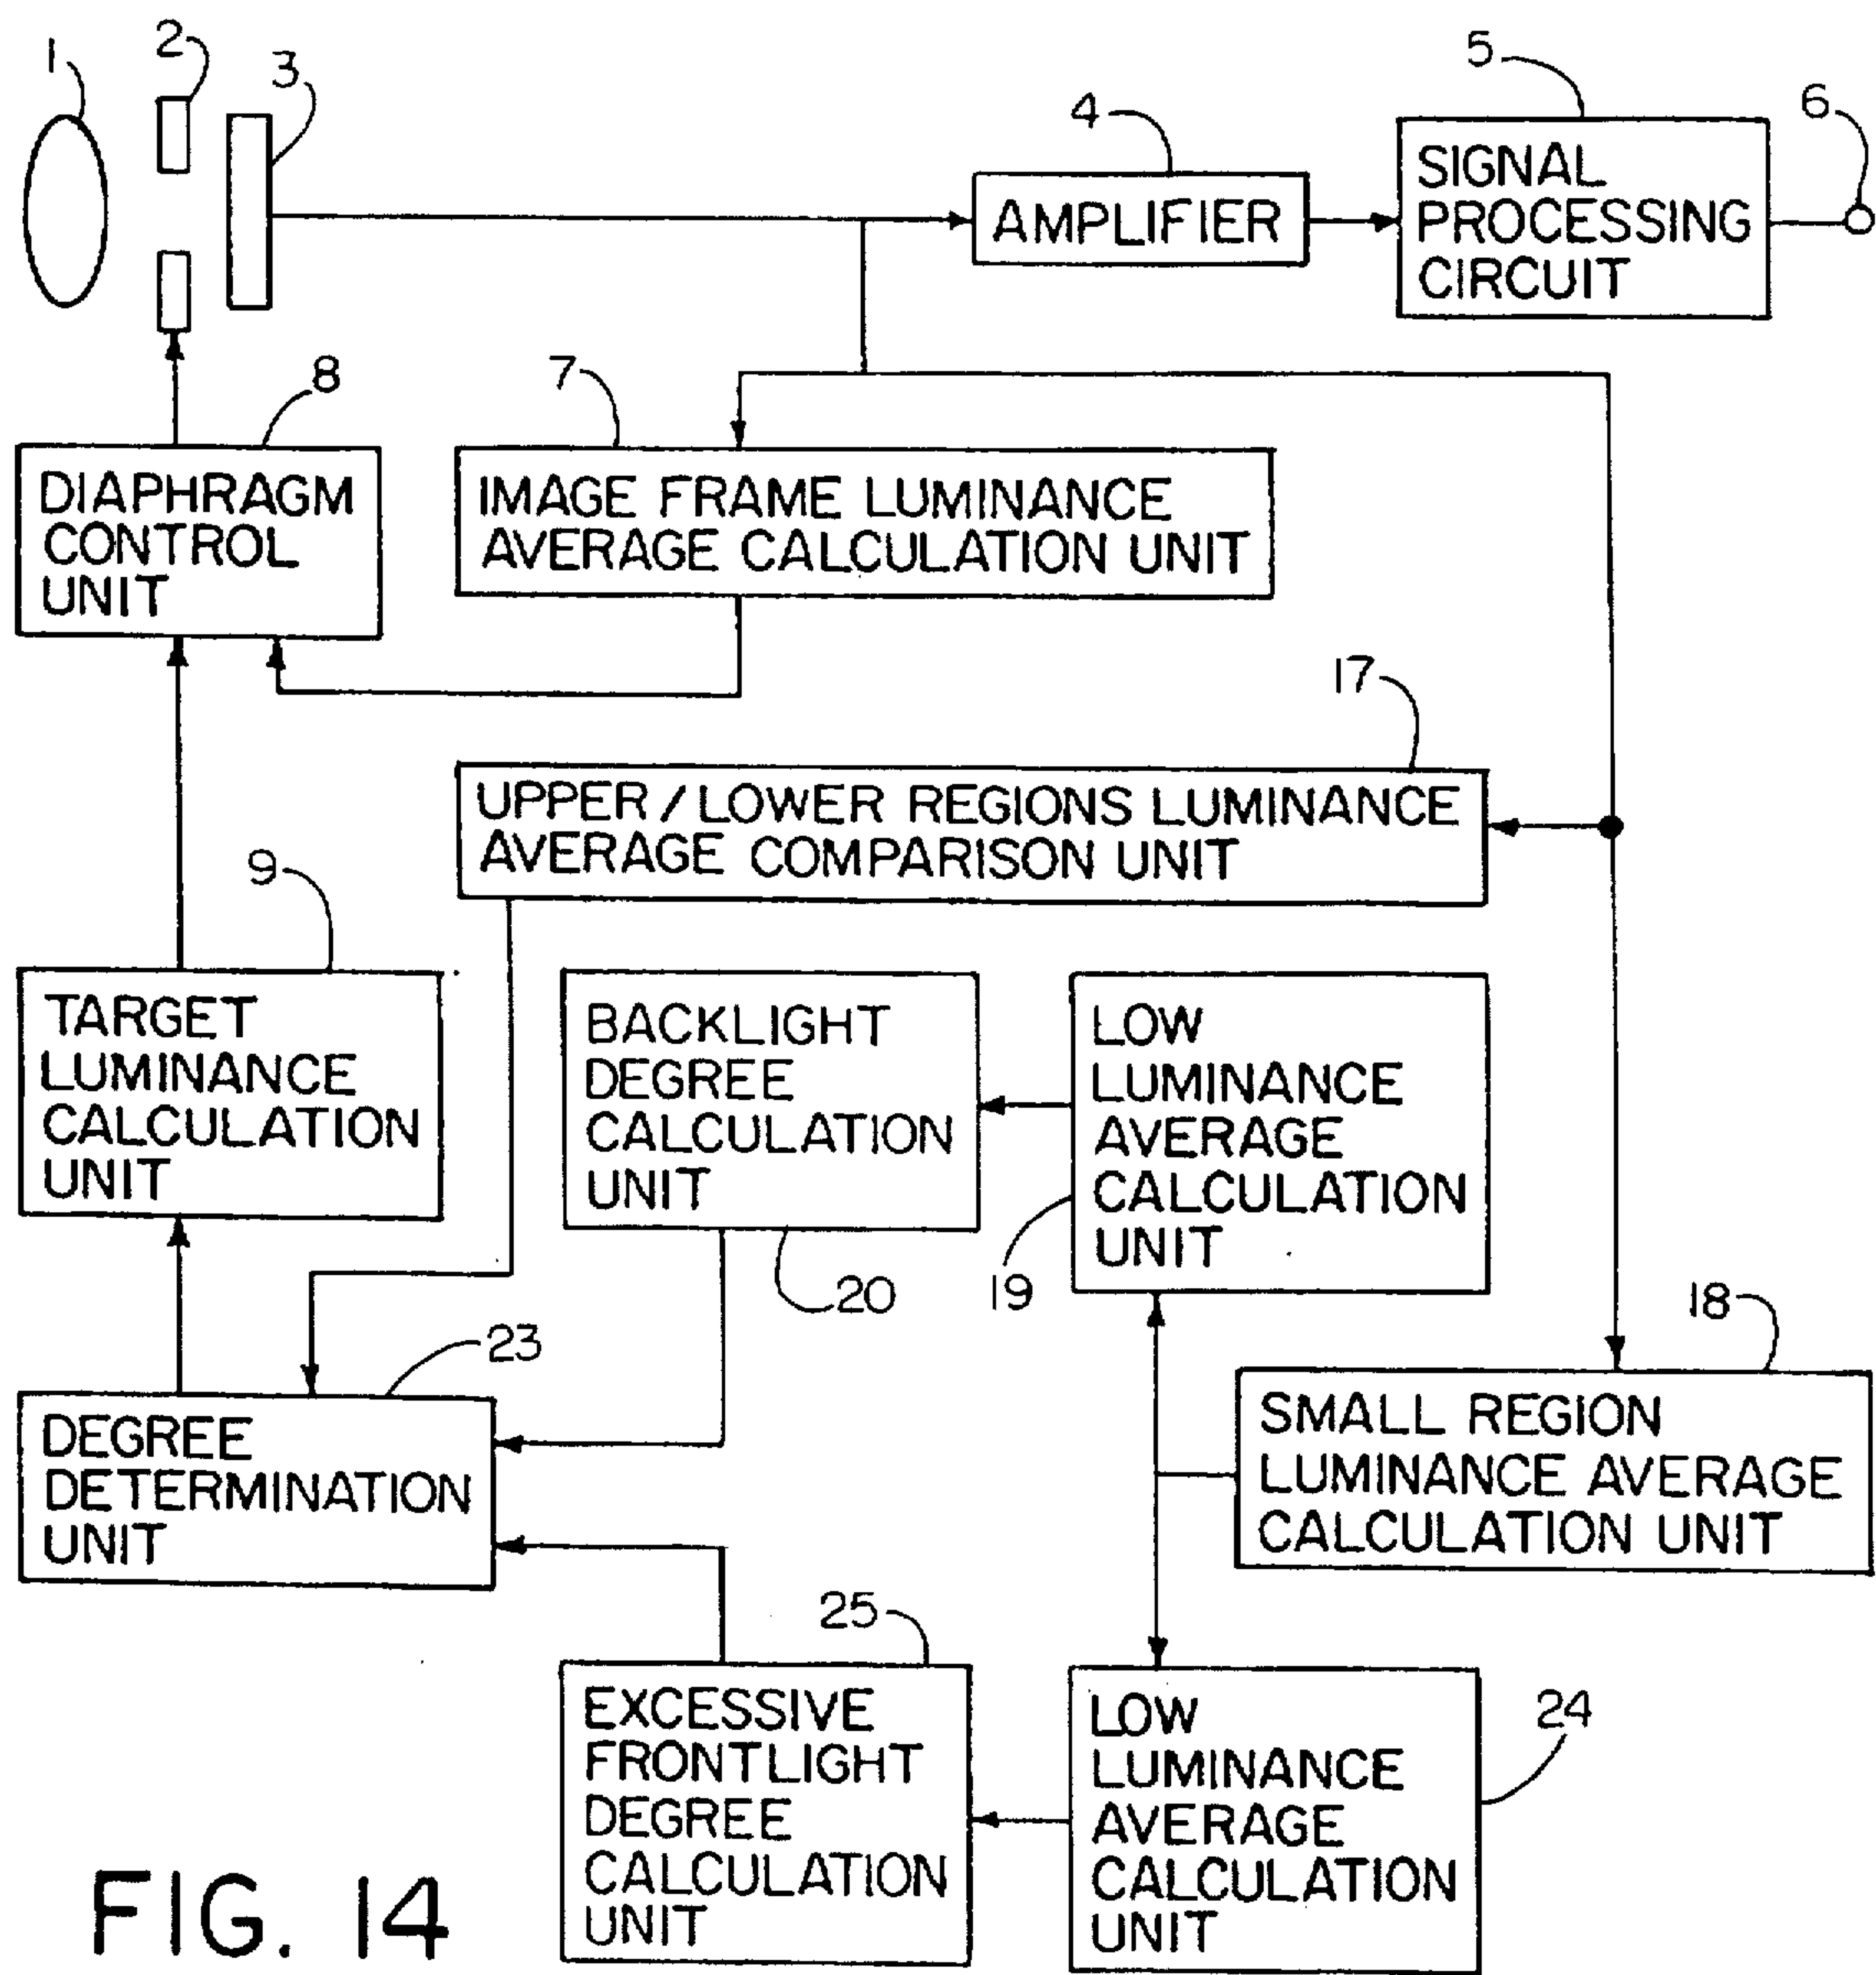 1
2
3
4
5
6
AMPLIFIER
SIGNAL
PROCESSING
CIRCUIT
8
7
DIAPHRAGM
CONTROL
UNIT
IMAGE FRAME LUMINANCE
AVERAGE CALCULATION UNIT
17
UPPER/LOWER REGIONS LUMINANCE
AVERAGE COMPARISON UNIT
9
TARGET
LUMINANCE
CALCULATION
UNIT
BACKLIGHT
DEGREE
CALCULATION
UNIT
LOW
LUMINANCE
AVERAGE
CALCULATION
UNIT
20
19
18
23
DEGREE
DETERMINATION
UNIT
SMALL REGION
LUMINANCE AVERAGE
CALCULATION UNIT
25
EXCESSIVE
FRONTLIGHT
DEGREE
CALCULATION
UNIT
LOW
LUMINANCE
AVERAGE
CALCULATION
UNIT
24
FIG. 14